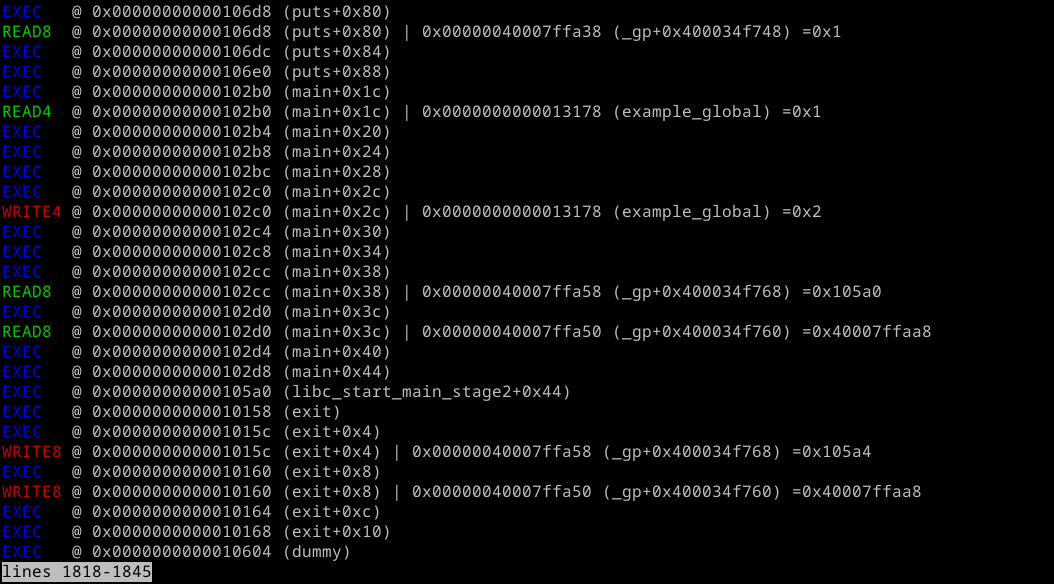 EXEC   @ 0x00000000000106d8 (puts+0x80)
READ8  @ 0x00000000000106d8 (puts+0x80) | 0x00000040007ffa38 (_gp+0x400034f748) =0x1
EXEC   @ 0x00000000000106dc (puts+0x84)
EXEC   @ 0x00000000000106e0 (puts+0x88)
EXEC   @ 0x00000000000102b0 (main+0x1c)
READ4  @ 0x00000000000102b0 (main+0x1c) | 0x0000000000013178 (example_global) =0x1
EXEC   @ 0x00000000000102b4 (main+0x20)
EXEC   @ 0x00000000000102b8 (main+0x24)
EXEC   @ 0x00000000000102bc (main+0x28)
EXEC   @ 0x00000000000102c0 (main+0x2c)
WRITE4 @ 0x00000000000102c0 (main+0x2c) | 0x0000000000013178 (example_global) =0x2
EXEC   @ 0x00000000000102c4 (main+0x30)
EXEC   @ 0x00000000000102c8 (main+0x34)
EXEC   @ 0x00000000000102cc (main+0x38)
READ8  @ 0x00000000000102cc (main+0x38) | 0x00000040007ffa58 (_gp+0x400034f768) =0x105a0
EXEC   @ 0x00000000000102d0 (main+0x3c)
READ8  @ 0x00000000000102d0 (main+0x3c) | 0x00000040007ffa50 (_gp+0x400034f760) =0x40007ffaa8
EXEC   @ 0x00000000000102d4 (main+0x40)
EXEC   @ 0x00000000000102d8 (main+0x44)
EXEC   @ 0x00000000000105a0 (libc_start_main_stage2+0x44)
EXEC   @ 0x0000000000010158 (exit)
EXEC   @ 0x000000000001015c (exit+0x4)
WRITE8 @ 0x000000000001015c (exit+0x4) | 0x00000040007ffa58 (_gp+0x400034f768) =0x105a4
EXEC   @ 0x0000000000010160 (exit+0x8)
WRITE8 @ 0x0000000000010160 (exit+0x8) | 0x00000040007ffa50 (_gp+0x400034f760) =0x40007ffaa8
EXEC   @ 0x0000000000010164 (exit+0xc)
EXEC   @ 0x0000000000010168 (exit+0x10)
EXEC   @ 0x0000000000010604 (dummy)
lines 1818-1845